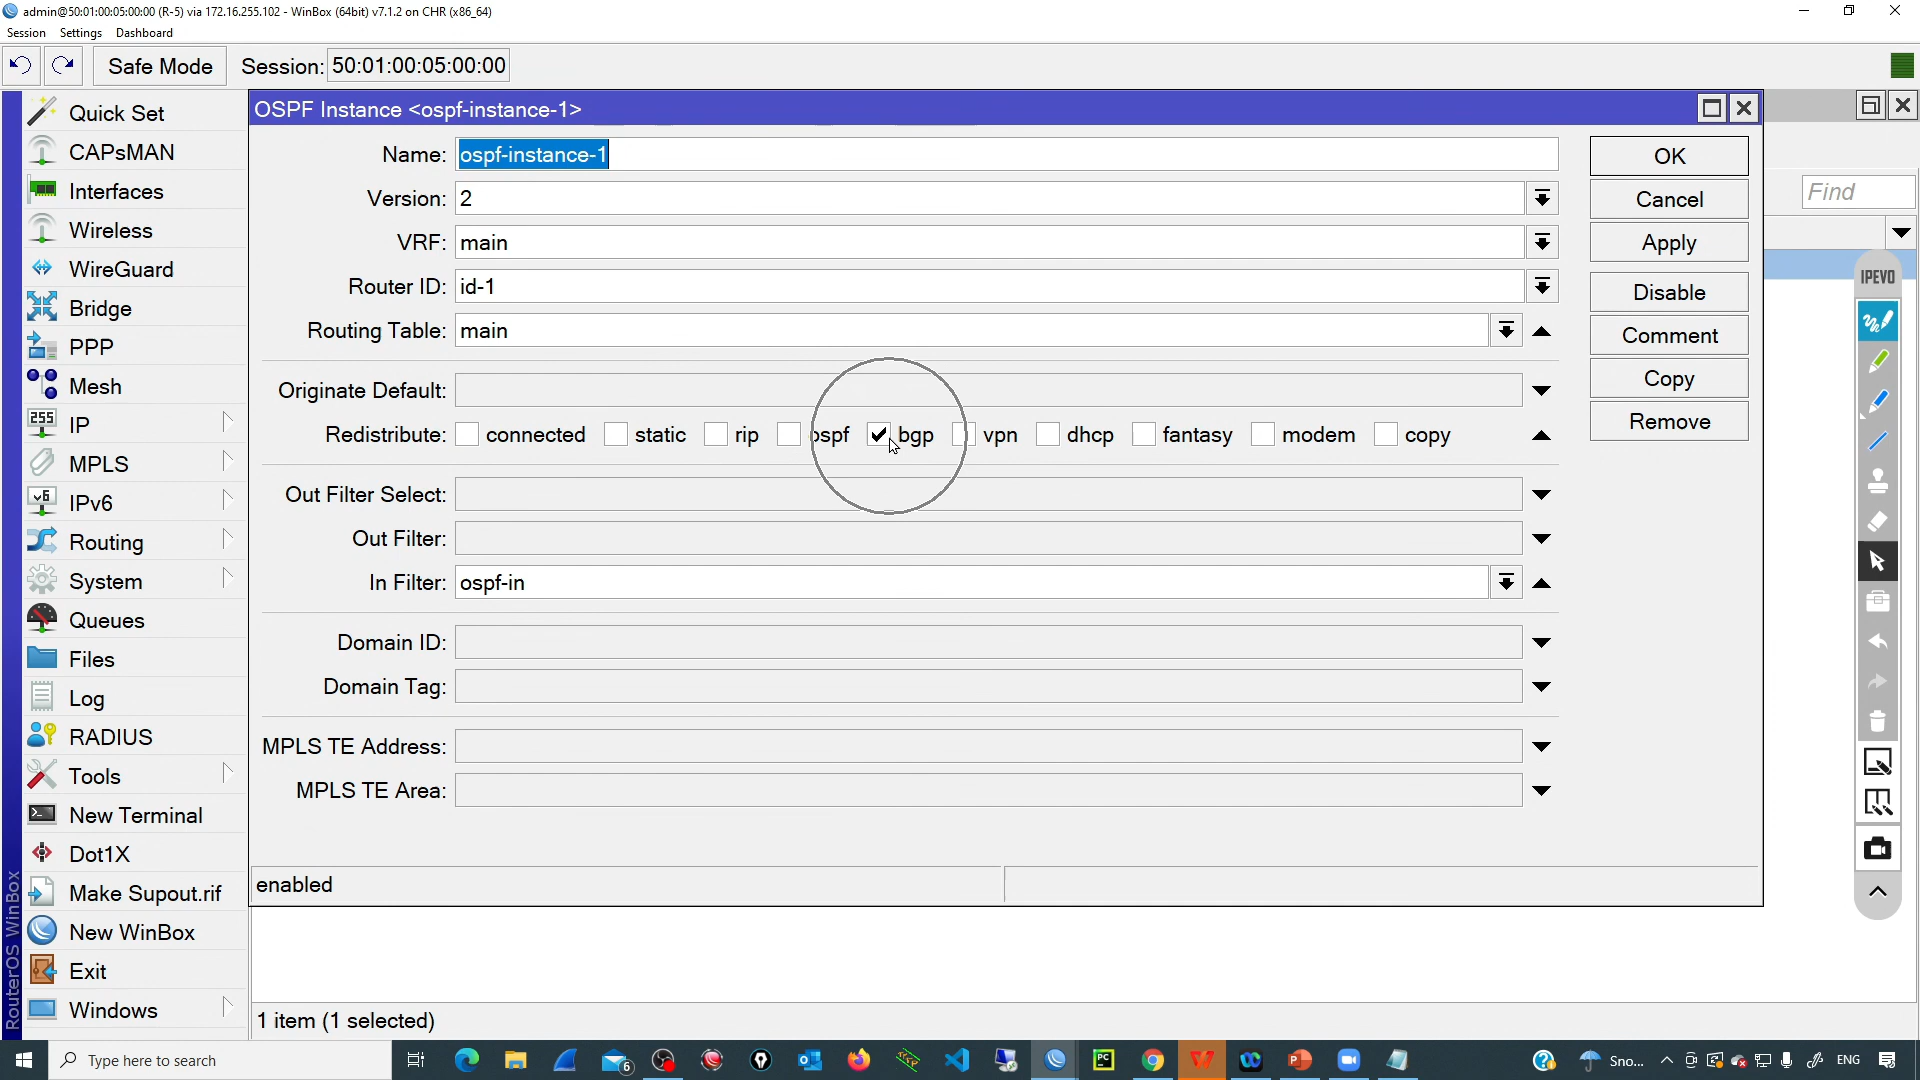 admin@50:01:00:05:00:00 (R-5) via 172.16.255.102 - WinBox (64bit) v7.1.2 on CHR (x86_64)
Session Settings Dashboard
Safe Mode Session: 50:01:00:05:00:00
Quick Set
CAPsMAN
Interfaces
Wireless
WireGuard
Bridge
PPP
Mesh
255 IP
MPLS
v6 IPv6
Routing
System
Queues
Files
Log
RADIUS
Tools
New Terminal
Dot1X
Make Supout.rif
New WinBox
Exit
Windows
RouterOS WinBox
OSPF Instance <ospf-instance-1>
Name: ospf-instance-1
Version: 2
VRF: main
Router ID: id-1
Routing Table: main
Originate Default:
Redistribute: connected static rip ospf bgp vpn dhcp fantasy modem copy
Out Filter Select:
Out Filter:
In Filter: ospf-in
Domain ID:
Domain Tag:
MPLS TE Address:
MPLS TE Area:
enabled
OK
Cancel
Apply
Disable
Comment
Copy
Remove
Find
IPEVO
1 item (1 selected)
Type here to search
6
PC
Sno...
ENG